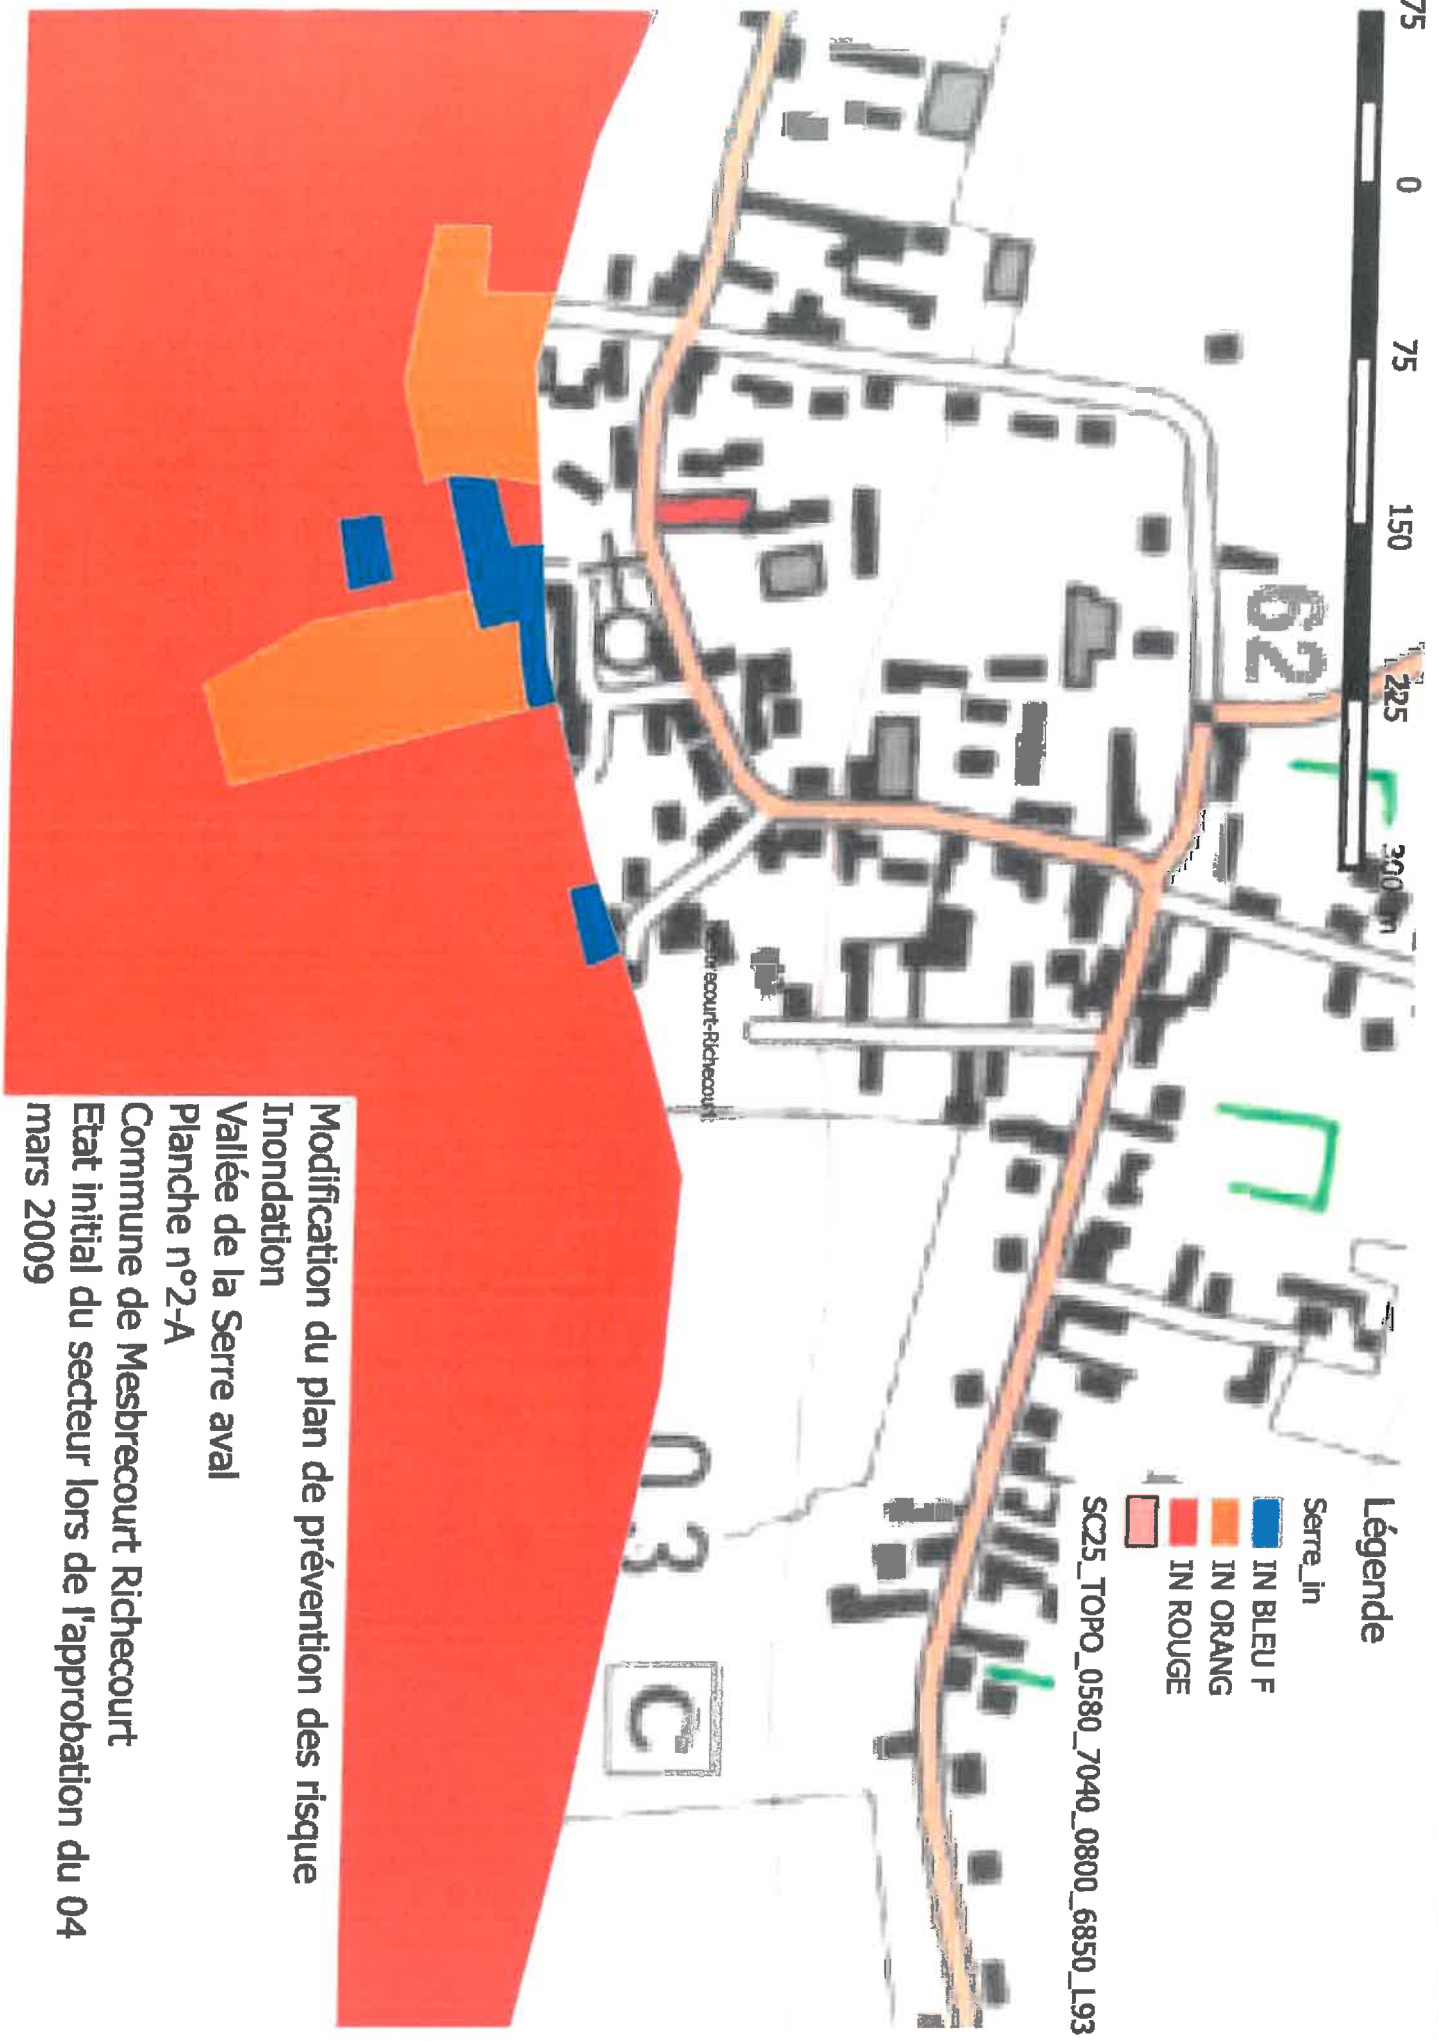 75 0 75 150 225 300 m
62
Légende
Serre_in
IN BLEU F
IN ORANG
IN ROUGE
SC25_TOPO_0580_7040_0800_6850_L93
03
C
Modification du plan de prévention des risque
Inondation
Vallée de la Serre aval
Planche n°2-A
Commune de Mesbrecourt Richecourt
Etat initial du secteur lors de l'approbation du 04
mars 2009